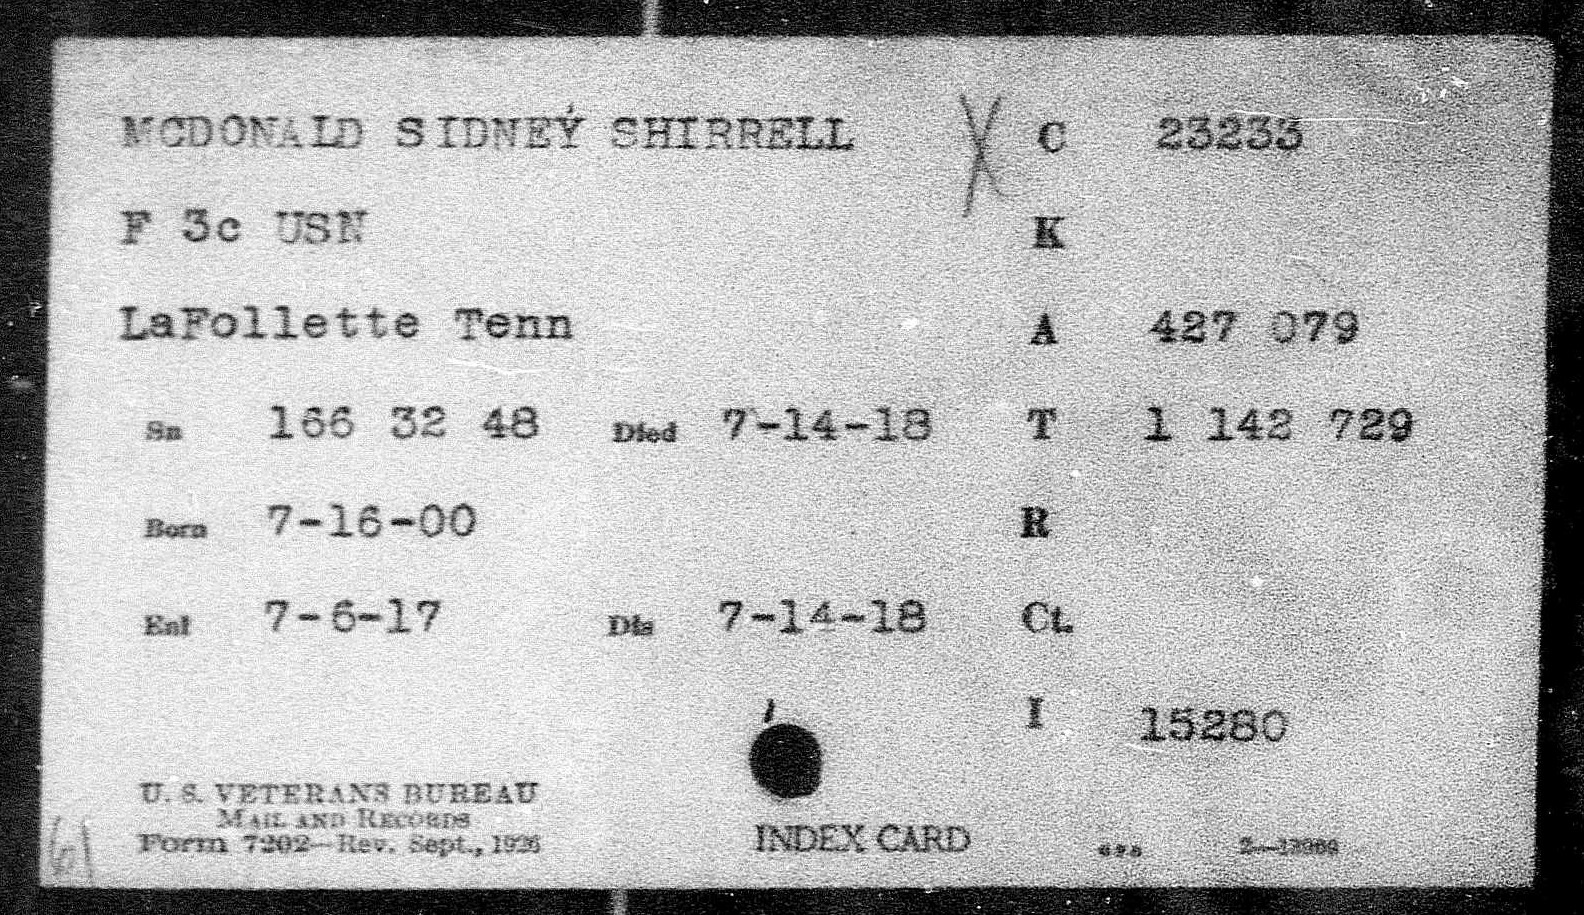 MCDONALD SIDNEY SHIRRELL X C 23233
F 3c USN K
LaFollette Tenn A 427 079
Sn 166 32 48 Died 7-14-18 T 1 142 729
Born 7-16-00 R
Enl 7-6-17 Dis 7-14-18 Ct.
I 15280
U. S. VETERANS BUREAU
MAIL AND RECORDS
Form 7202—Rev. Sept., 1926
INDEX CARD